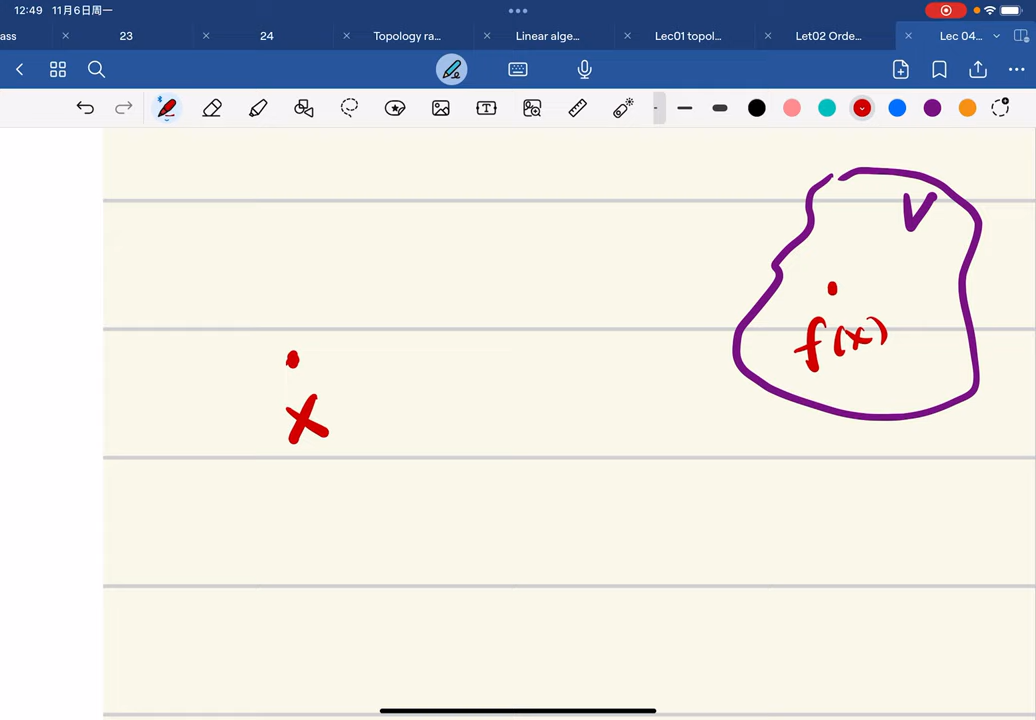 12:49 11月6日周一
ass 23 24 Topology ra... Linear alge... Lec01 topol... Let02 Orde... Lec 04...
V
f(x)
x